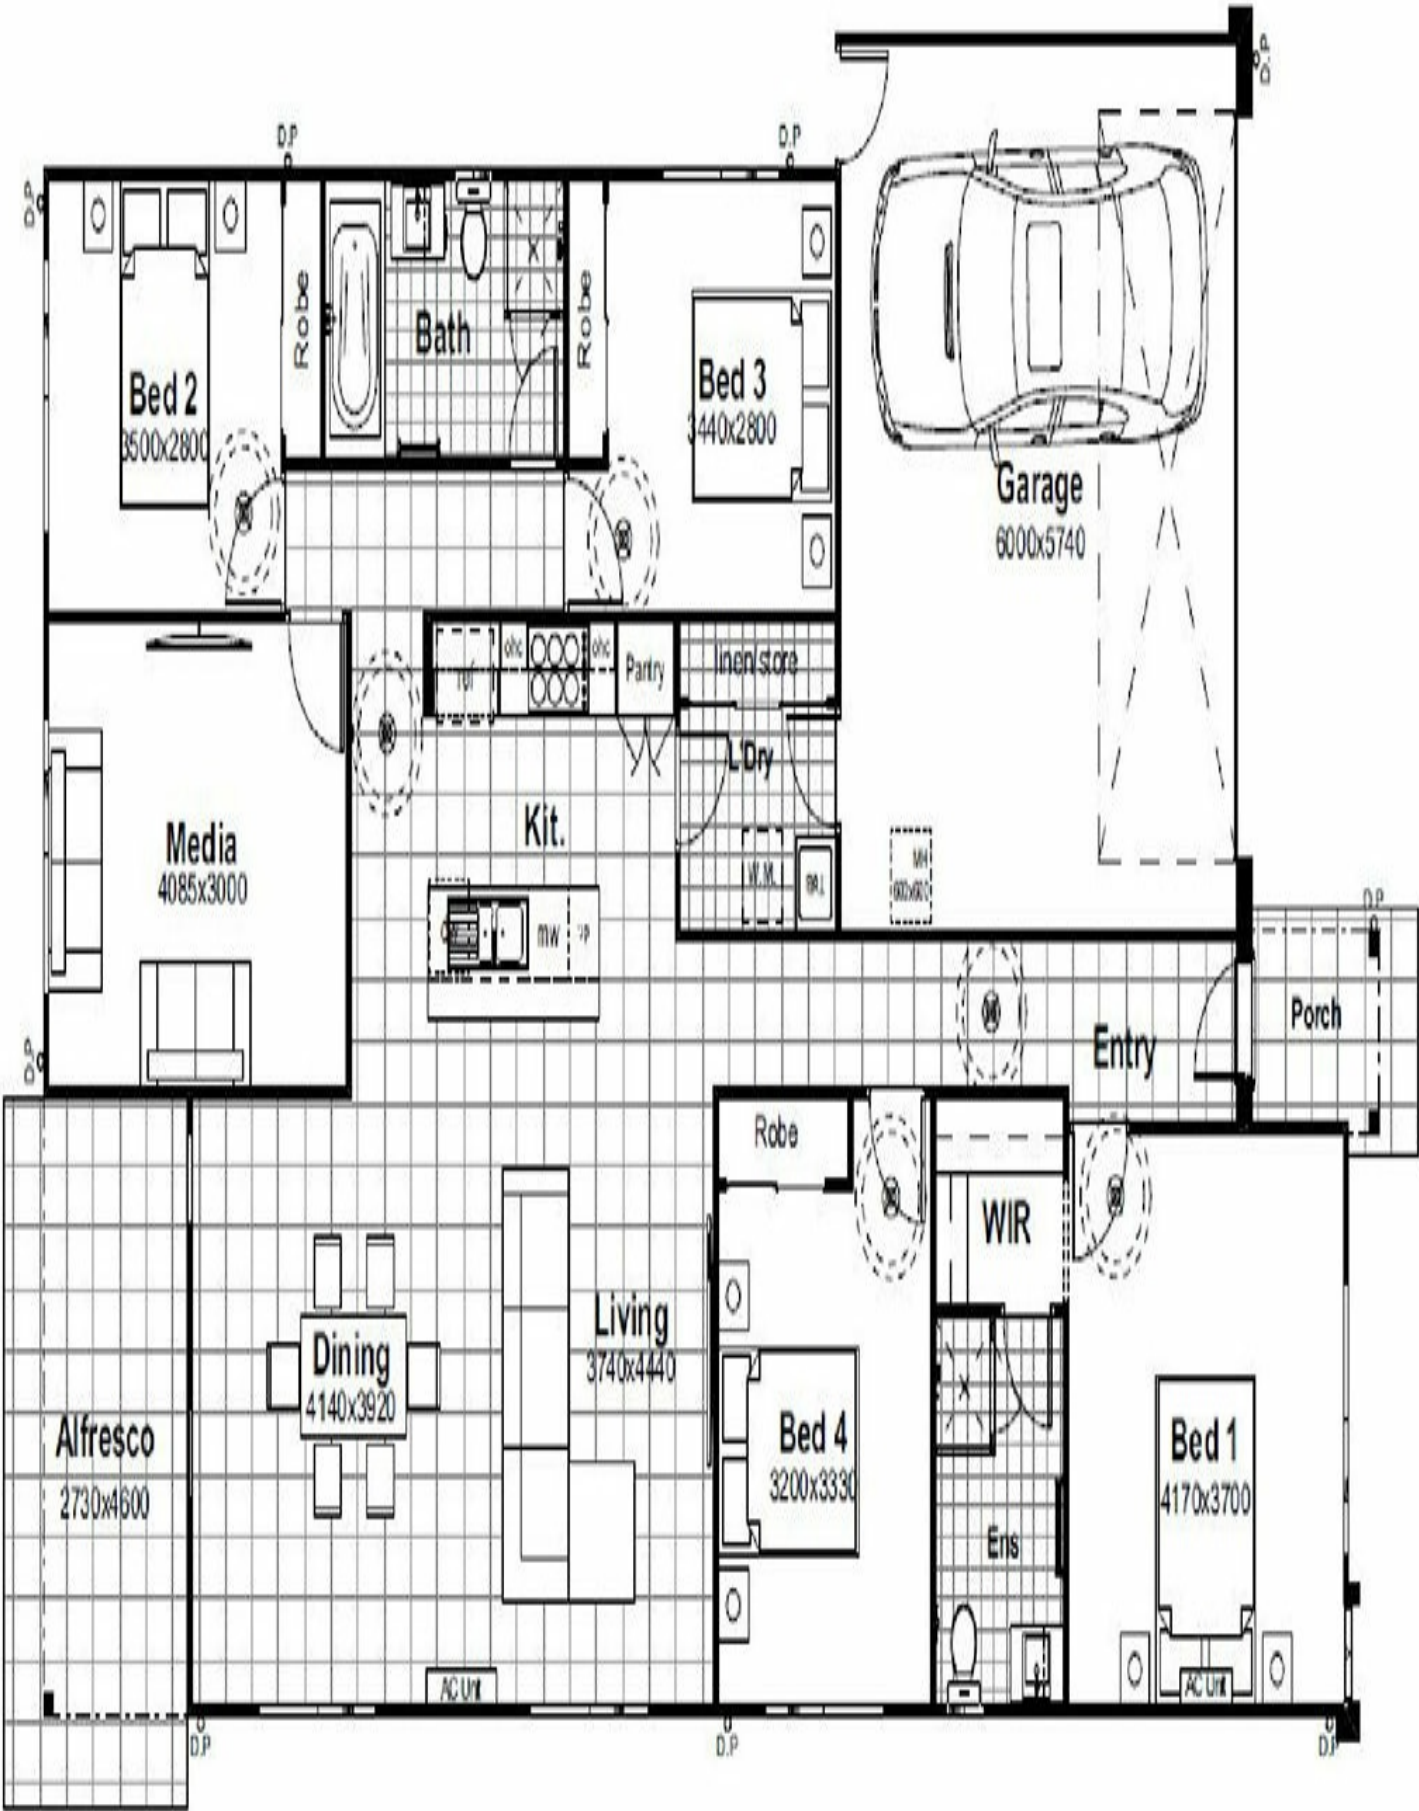 D.P
D.P
D.P
D.P
Bed 2
3500x2800
Robe
Bath
Robe
Bed 3
3440x2800
Garage
6000x5740
ohc
ohc
Pantry
linen/store
L'Dry
W.M.
Kit.
mw
Media
4085x3000
MH
600x600
D.P
D.P
Entry
Porch
Robe
WIR
Dining
4140x3920
Living
3740x4440
Alfresco
2730x4600
Bed 4
3200x3330
Ens
Bed 1
4170x3700
AC Unit
AC Unit
D.P
D.P
D.P